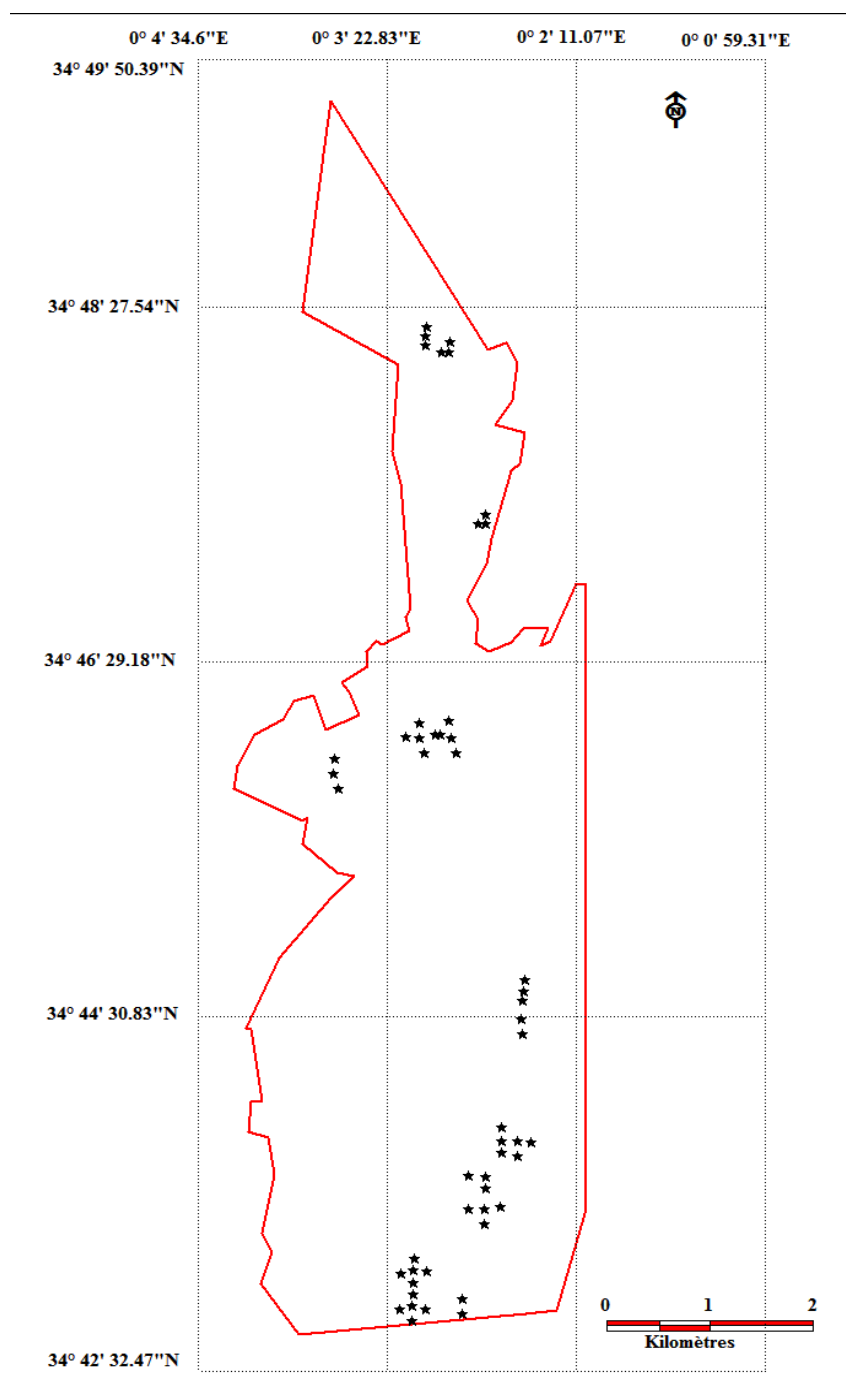 0° 4' 34.6"E 0° 3' 22.83"E 0° 2' 11.07"E 0° 0' 59.31"E
34° 49' 50.39"N
N
34° 48' 27.54"N
34° 46' 29.18"N
34° 44' 30.83"N
0 1 2
Kilomètres
34° 42' 32.47"N